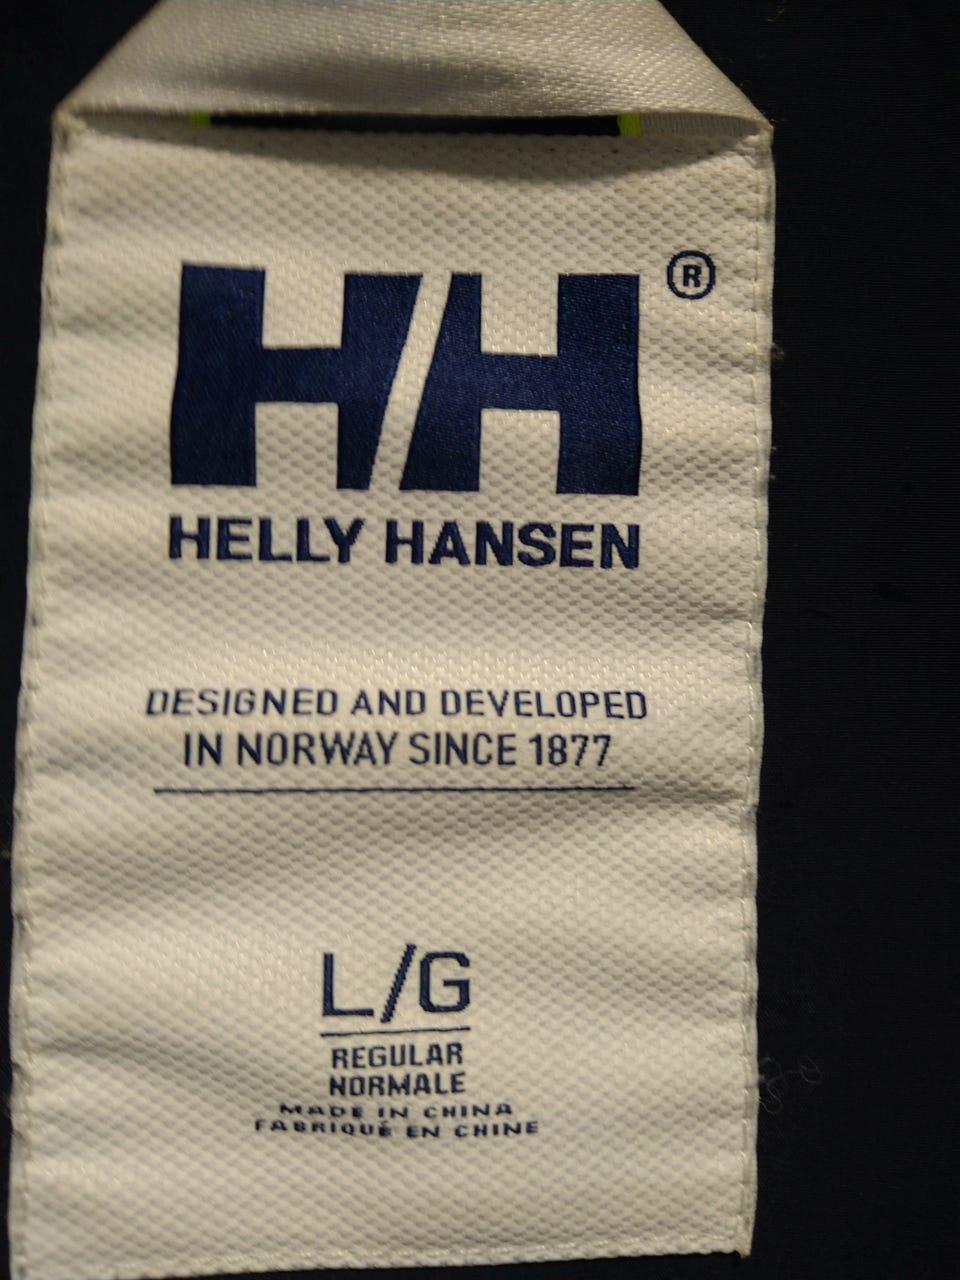 HH ®
HELLY HANSEN
DESIGNED AND DEVELOPED
IN NORWAY SINCE 1877
L/G
REGULAR
NORMALE
MADE IN CHINA
FABRIQUÉ EN CHINE